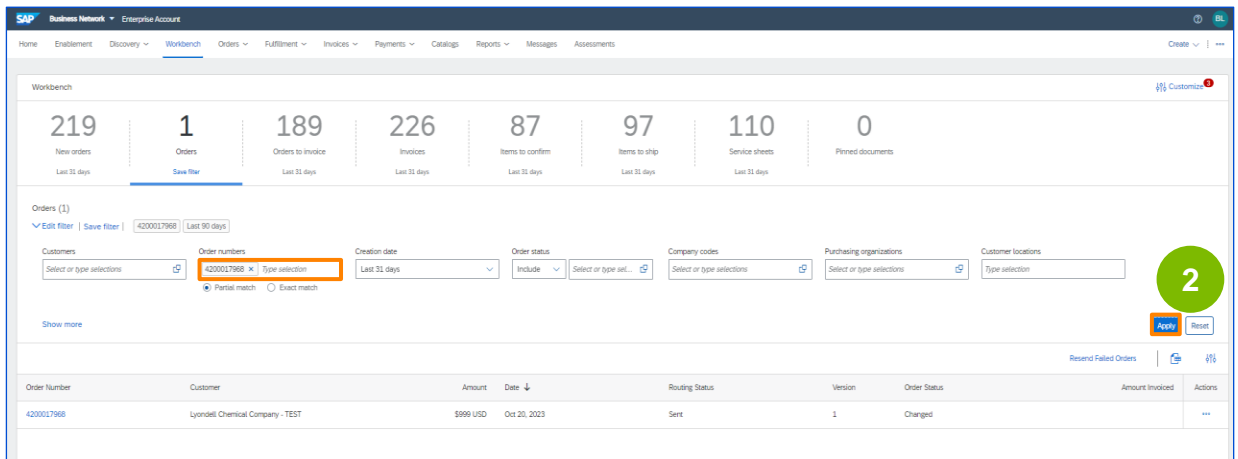 SAP Business Network Enterprise Account BL
Home Enablement Discovery Workbench Orders Fulfillment Invoices Payments Catalogs Reports Messages Assessments Create
Workbench Customize 3
219 1 189 226 87 97 110 0
New orders Orders Orders to invoice Invoices Items to confirm Items to ship Service sheets Pinned documents
Last 31 days Save filter Last 31 days Last 31 days Last 31 days Last 31 days Last 31 days
Orders (1)
Edit filter | Save filter | 4200017968 Last 90 days
Customers Order numbers Creation date Order status Company codes Purchasing organizations Customer locations
Select or type selections 4200017968 × Type selection Last 31 days Include Select or type sel... Select or type selections Select or type selections Type selection
Partial match Exact match
2
Show more Apply Reset
Resend Failed Orders
Order Number Customer Amount Date ↓ Routing Status Version Order Status Amount Invoiced Actions
4200017968 Lyondell Chemical Company - TEST $999 USD Oct 20, 2023 Sent 1 Changed ...